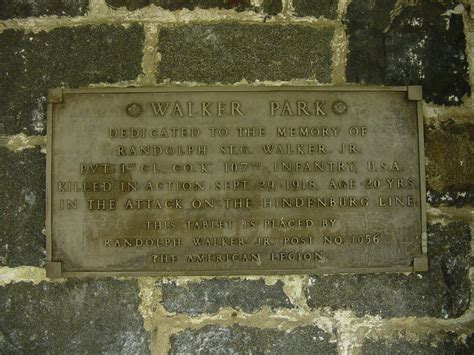 WALKER PARK
DEDICATED TO THE MEMORY OF
RANDOLPH ST.G. WALKER. JR.
PVT. 1ST CL., CO.K. 107TH. INFANTRY, U.S.A.
KILLED IN ACTION SEPT. 29, 1918, AGE 20 YRS.
IN THE ATTACK ON THE HINDENBURG LINE.
THIS TABLET IS PLACED BY
RANDOLPH WALKER JR. POST NO. 1056
THE AMERICAN LEGION.